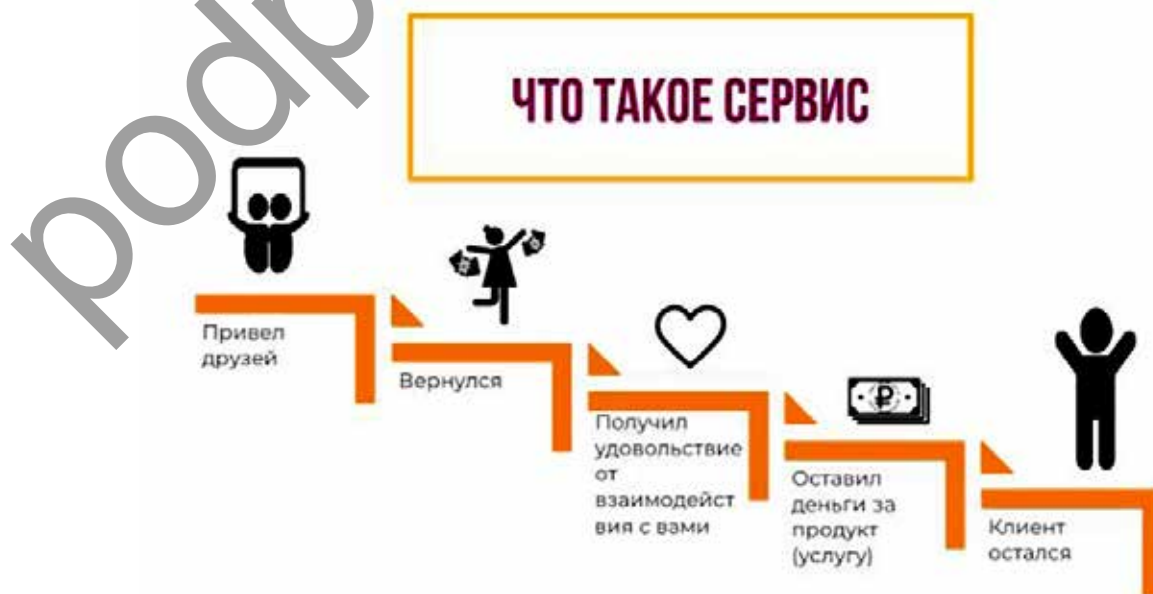 podp
ЧТО ТАКОЕ СЕРВИС
Привел
друзей
Вернулся
Получил
удовольствие
от
взаимодейст
вия с вами
₽
Оставил
деньги за
продукт
(услугу)
Клиент
остался